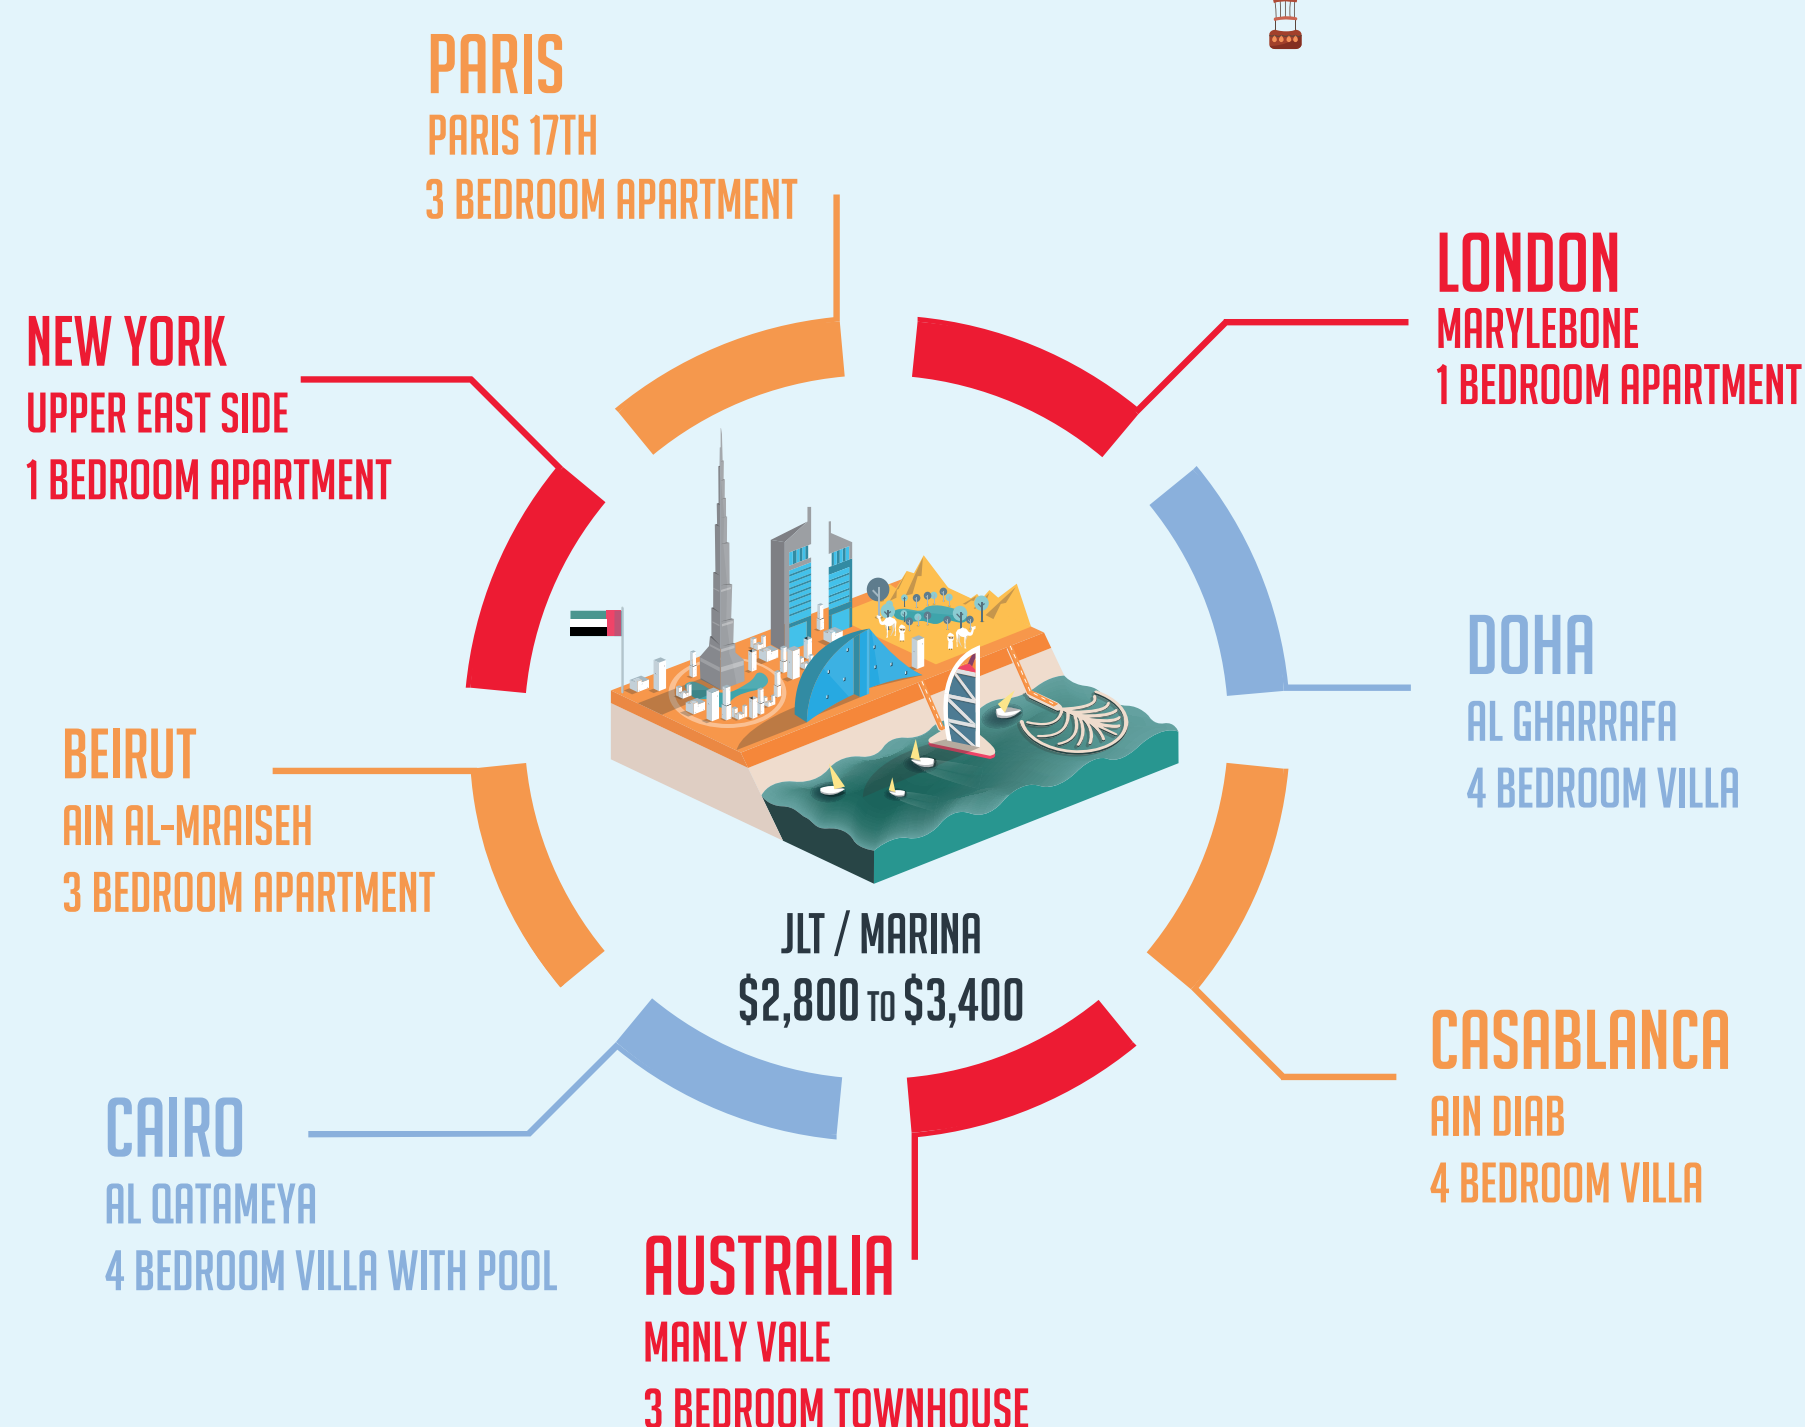 PARIS
PARIS 17TH
3 BEDROOM APARTMENT
LONDON
MARYLEBONE
1 BEDROOM APARTMENT
NEW YORK
UPPER EAST SIDE
1 BEDROOM APARTMENT
DOHA
AL GHARRAFA
4 BEDROOM VILLA
BEIRUT
AIN AL-MRAISEH
3 BEDROOM APARTMENT
JLT / MARINA
$2,800 TO $3,400
CASABLANCA
AIN DIAB
4 BEDROOM VILLA
CAIRO
AL QATAMEYA
4 BEDROOM VILLA WITH POOL
AUSTRALIA
MANLY VALE
3 BEDROOM TOWNHOUSE